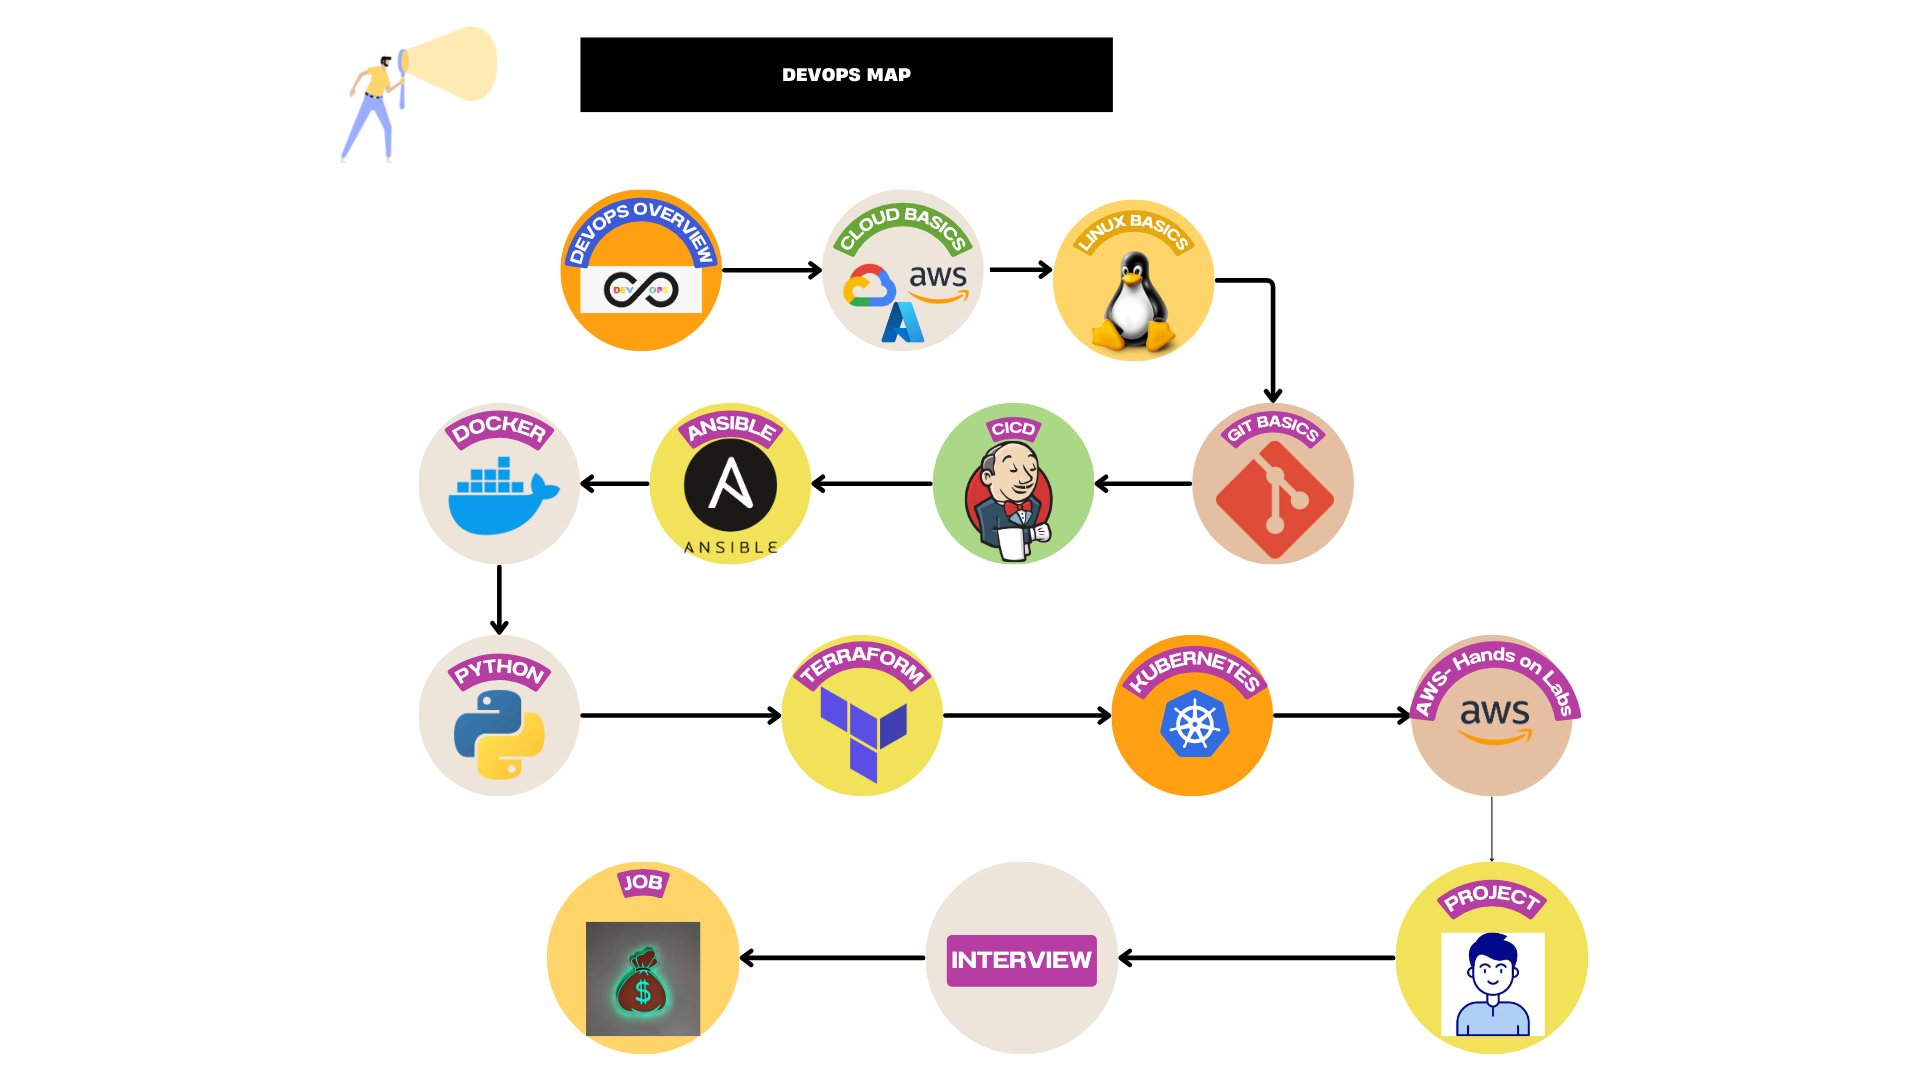 DEVOPS MAP
DEVOPS OVERVIEW
DEV OPS
CLOUD BASICS
aws
LINUX BASICS
GIT BASICS
CICD
ANSIBLE
ANSIBLE
DOCKER
PYTHON
TERRAFORM
KUBERNETES
AWS- Hands on Labs
aws
PROJECT
INTERVIEW
JOB
$